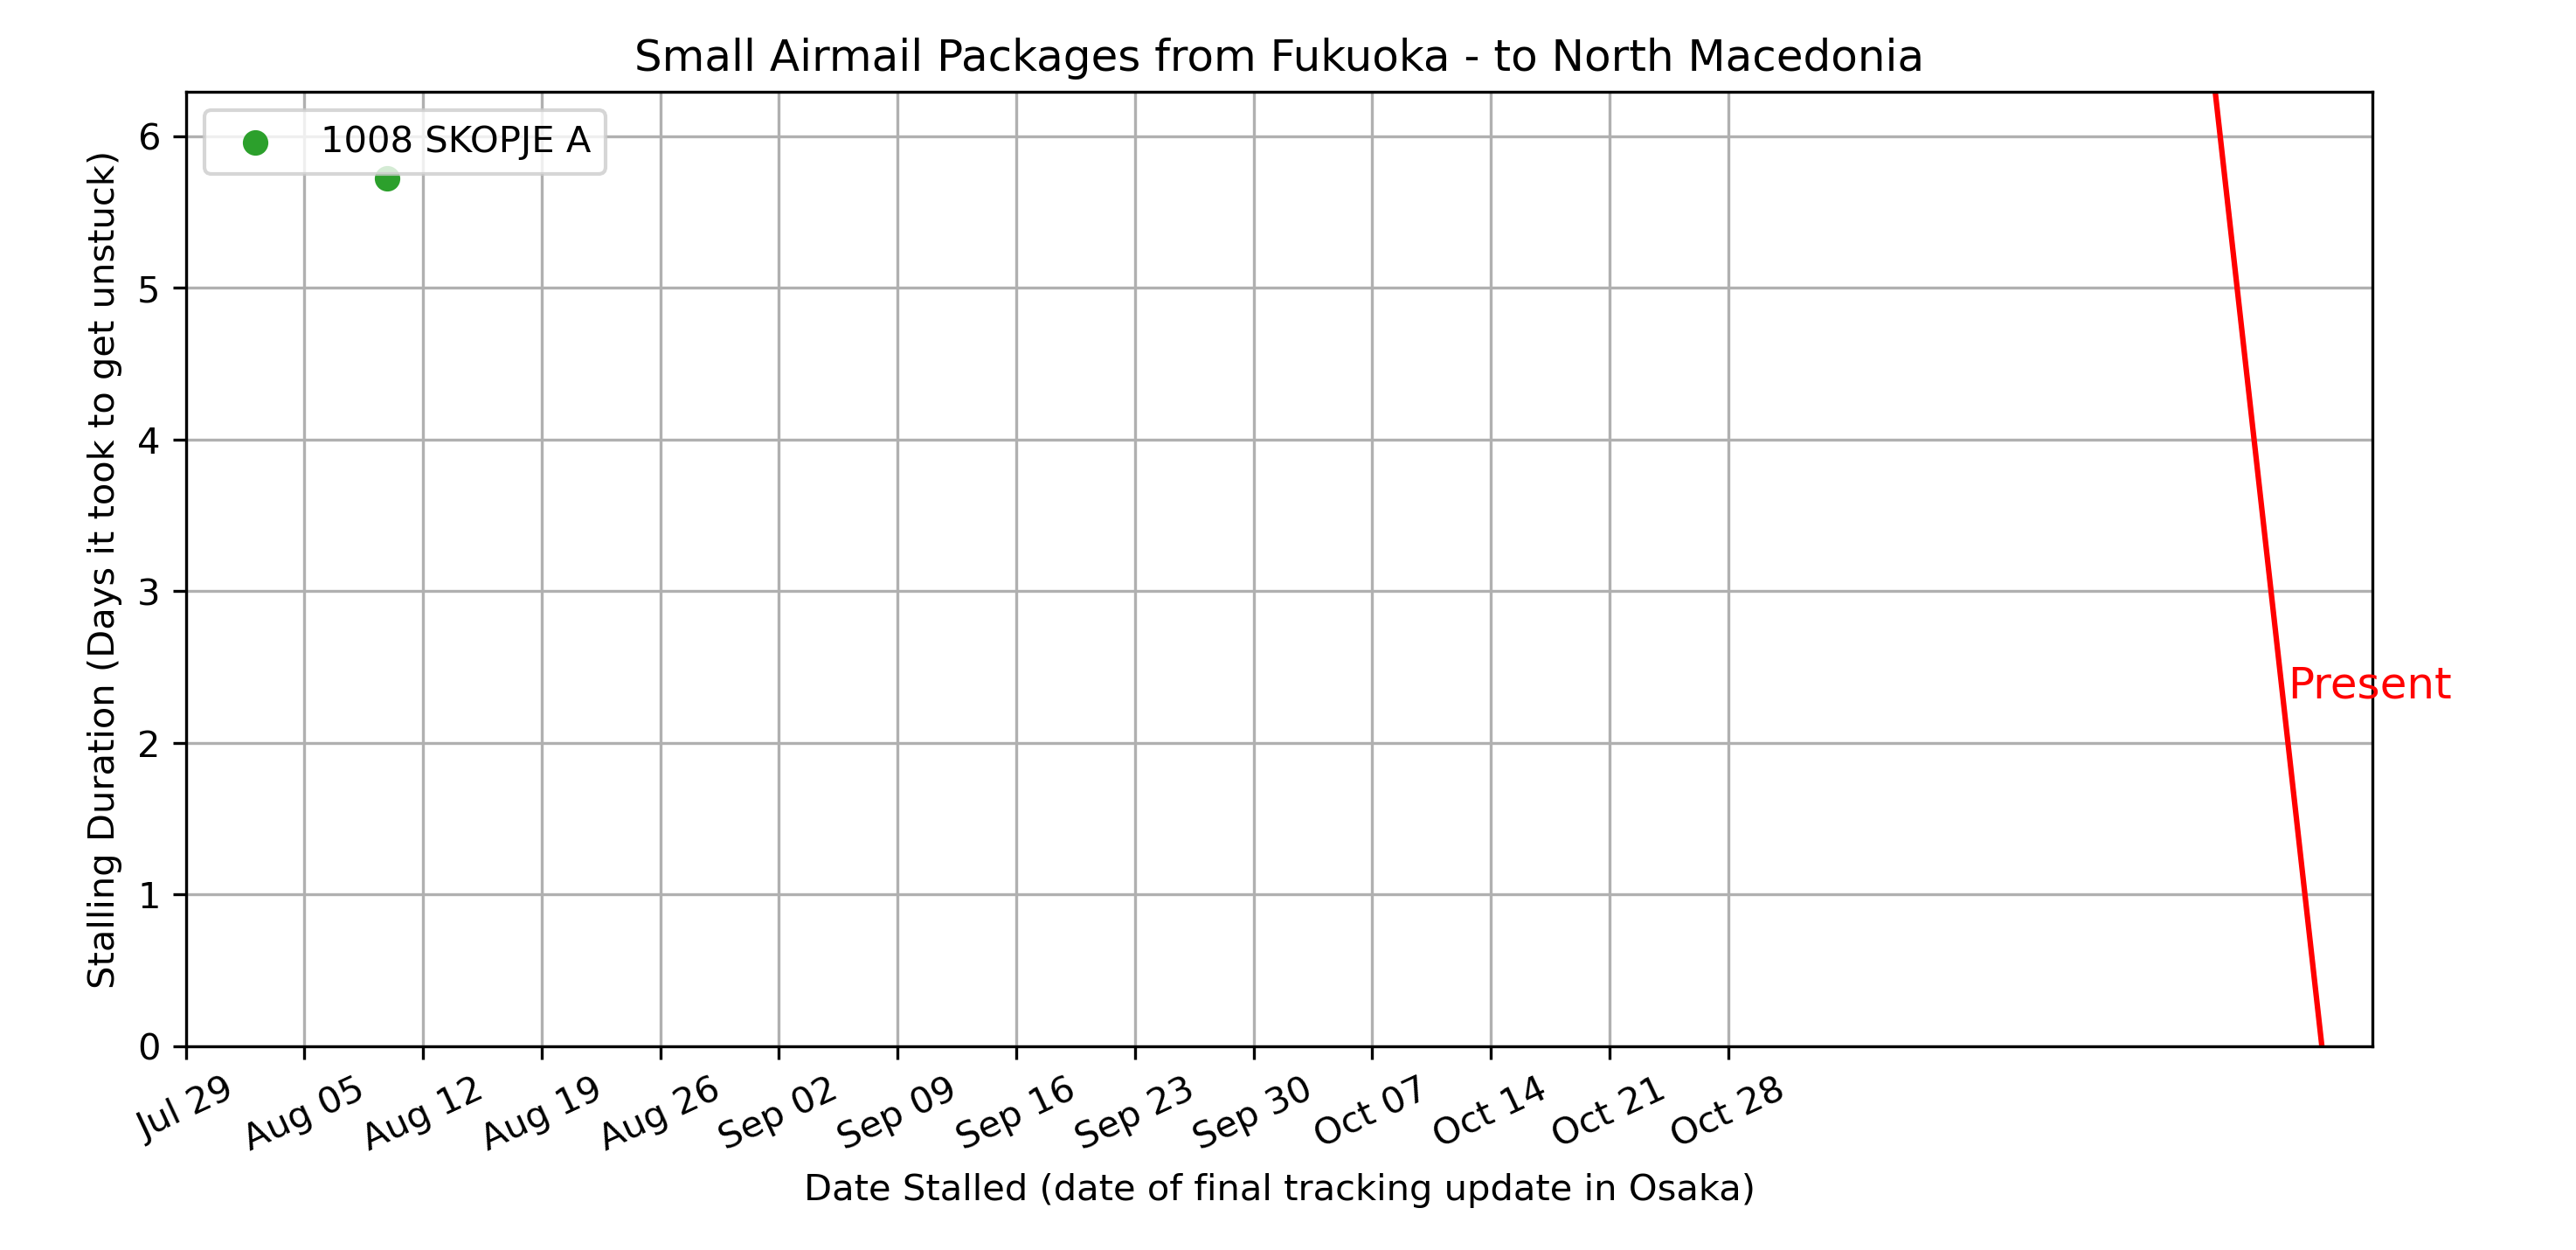 Small Airmail Packages from Fukuoka - to North Macedonia
1008 SKOPJE A
Stalling Duration (Days it took to get unstuck)
6
5
4
3
2
1
0
Present
Jul 29
Aug 05
Aug 12
Aug 19
Aug 26
Sep 02
Sep 09
Sep 16
Sep 23
Sep 30
Oct 07
Oct 14
Oct 21
Oct 28
Date Stalled (date of final tracking update in Osaka)